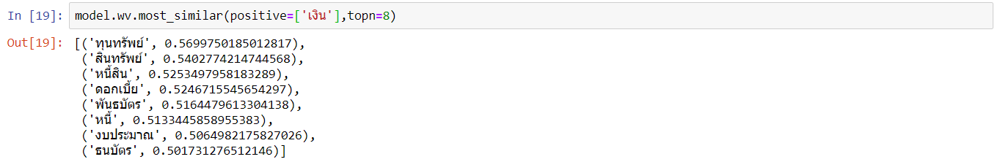 In [19]: model.wv.most_similar(positive=['เงิน'],topn=8)
Out[19]: [('ทุนทรัพย์', 0.5699750185012817),
('สินทรัพย์', 0.5402774214744568),
('หนี้สิน', 0.5253497958183289),
('ดอกเบี้ย', 0.5246715545654297),
('พันธบัตร', 0.5164479613304138),
('หนี้', 0.5133445858955383),
('งบประมาณ', 0.5064982175827026),
('ธนบัตร', 0.501731276512146)]